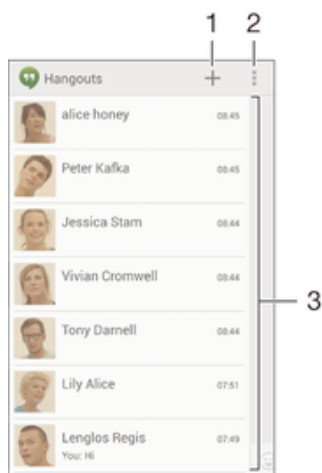 1 2
Hangouts
alice honey 08:45
Peter Kafka 08:45
Jessica Stam 08:44
Vivian Cromwell 08:44
3
Tony Darnell 08:44
Lily Alice 07:51
Lenglos Regis 07:49
You: Hi